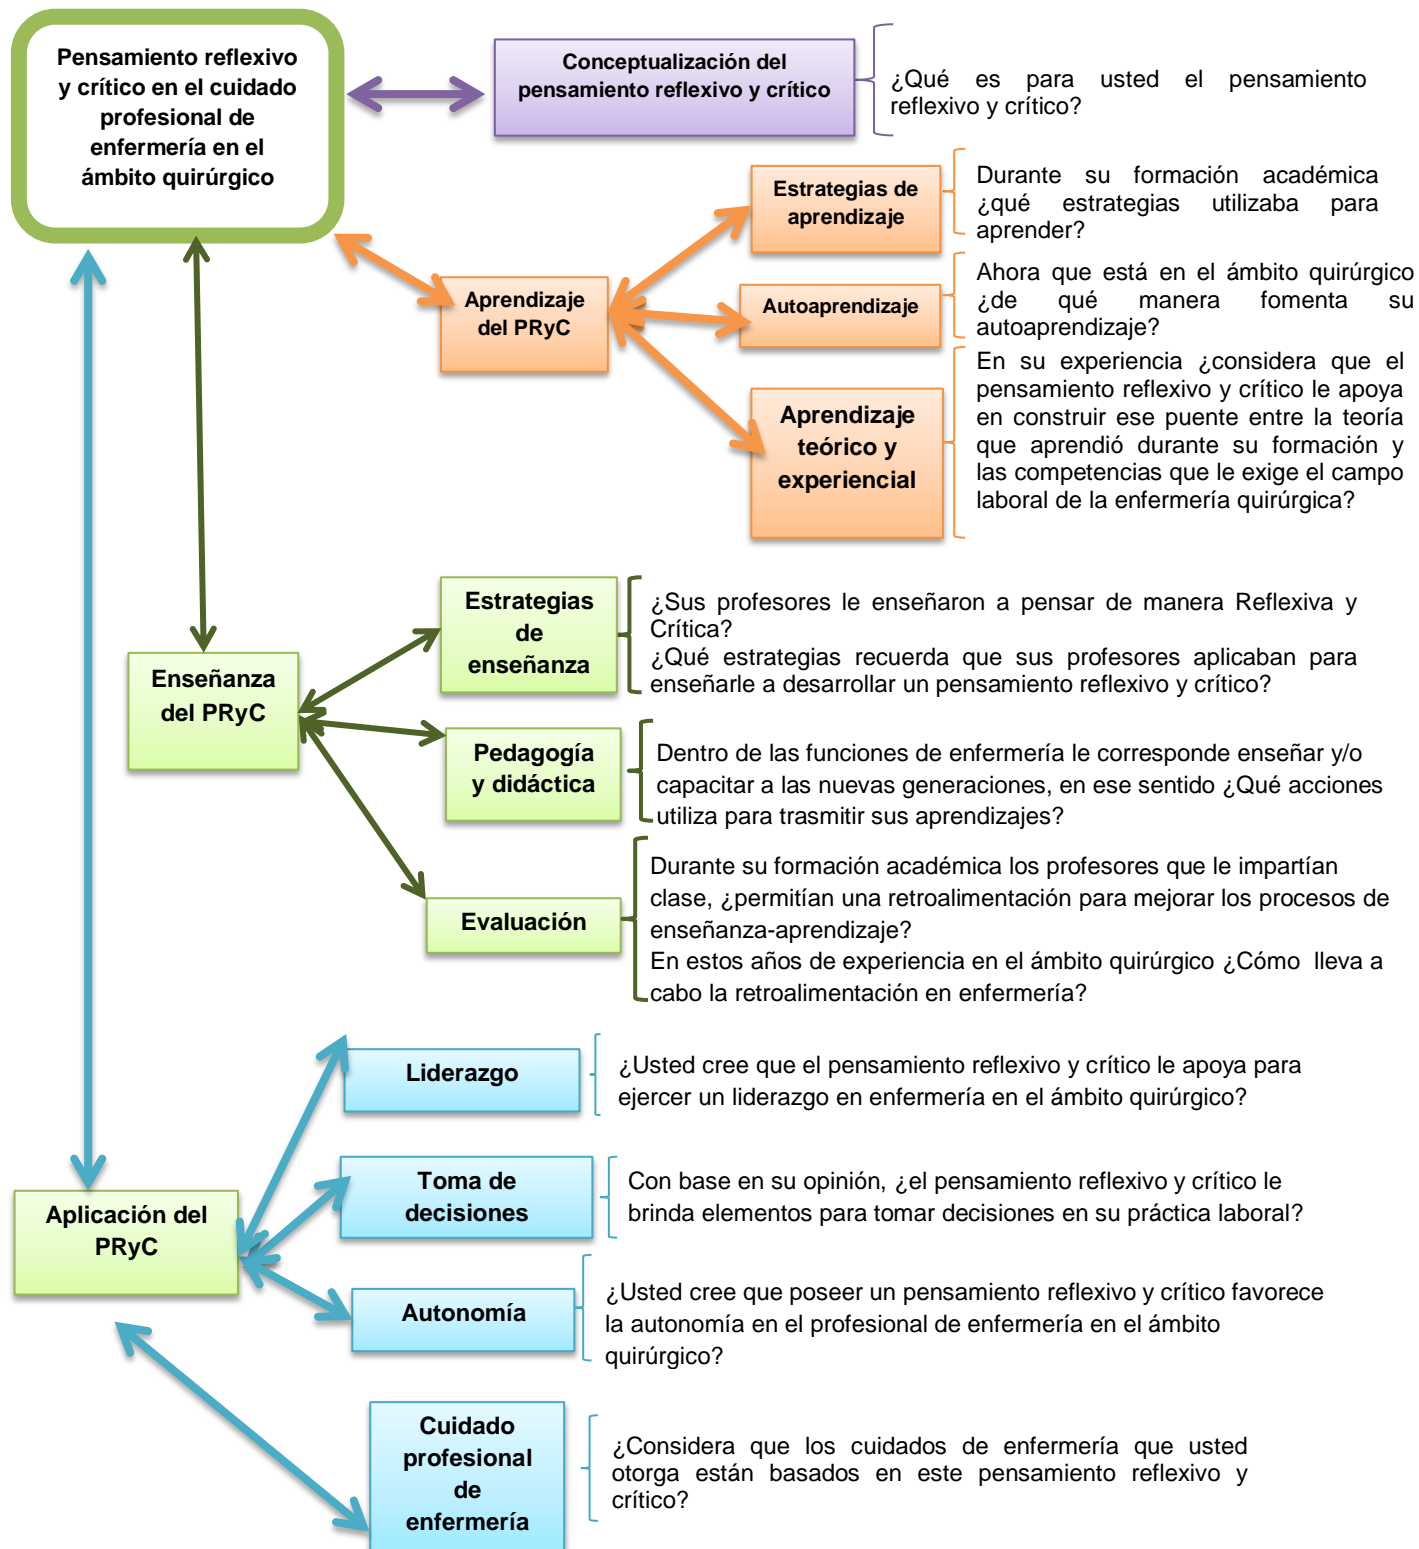 Pensamiento reflexivo
y crítico en el cuidado
profesional de
enfermería en el
ámbito quirúrgico
Conceptualización del
pensamiento reflexivo y crítico
¿Qué es para usted el pensamiento
reflexivo y crítico?
Estrategias de
aprendizaje
Durante su formación académica
¿qué estrategias utilizaba para
aprender?
Aprendizaje
del PRyC
Autoaprendizaje
Ahora que está en el ámbito quirúrgico
¿de qué manera fomenta su
autoaprendizaje?
Aprendizaje
teórico y
experiencial
En su experiencia ¿considera que el
pensamiento reflexivo y crítico le apoya
en construir ese puente entre la teoría
que aprendió durante su formación y
las competencias que le exige el campo
laboral de la enfermería quirúrgica?
Enseñanza
del PRyC
Estrategias
de
enseñanza
¿Sus profesores le enseñaron a pensar de manera Reflexiva y
Crítica?
¿Qué estrategias recuerda que sus profesores aplicaban para
enseñarle a desarrollar un pensamiento reflexivo y crítico?
Pedagogía
y didáctica
Dentro de las funciones de enfermería le corresponde enseñar y/o
capacitar a las nuevas generaciones, en ese sentido ¿Qué acciones
utiliza para trasmitir sus aprendizajes?
Evaluación
Durante su formación académica los profesores que le impartían
clase, ¿permitían una retroalimentación para mejorar los procesos de
enseñanza-aprendizaje?
En estos años de experiencia en el ámbito quirúrgico ¿Cómo lleva a
cabo la retroalimentación en enfermería?
Aplicación del
PRyC
Liderazgo
¿Usted cree que el pensamiento reflexivo y crítico le apoya para
ejercer un liderazgo en enfermería en el ámbito quirúrgico?
Toma de
decisiones
Con base en su opinión, ¿el pensamiento reflexivo y crítico le
brinda elementos para tomar decisiones en su práctica laboral?
Autonomía
¿Usted cree que poseer un pensamiento reflexivo y crítico favorece
la autonomía en el profesional de enfermería en el ámbito
quirúrgico?
Cuidado
profesional
de
enfermería
¿Considera que los cuidados de enfermería que usted
otorga están basados en este pensamiento reflexivo y
crítico?